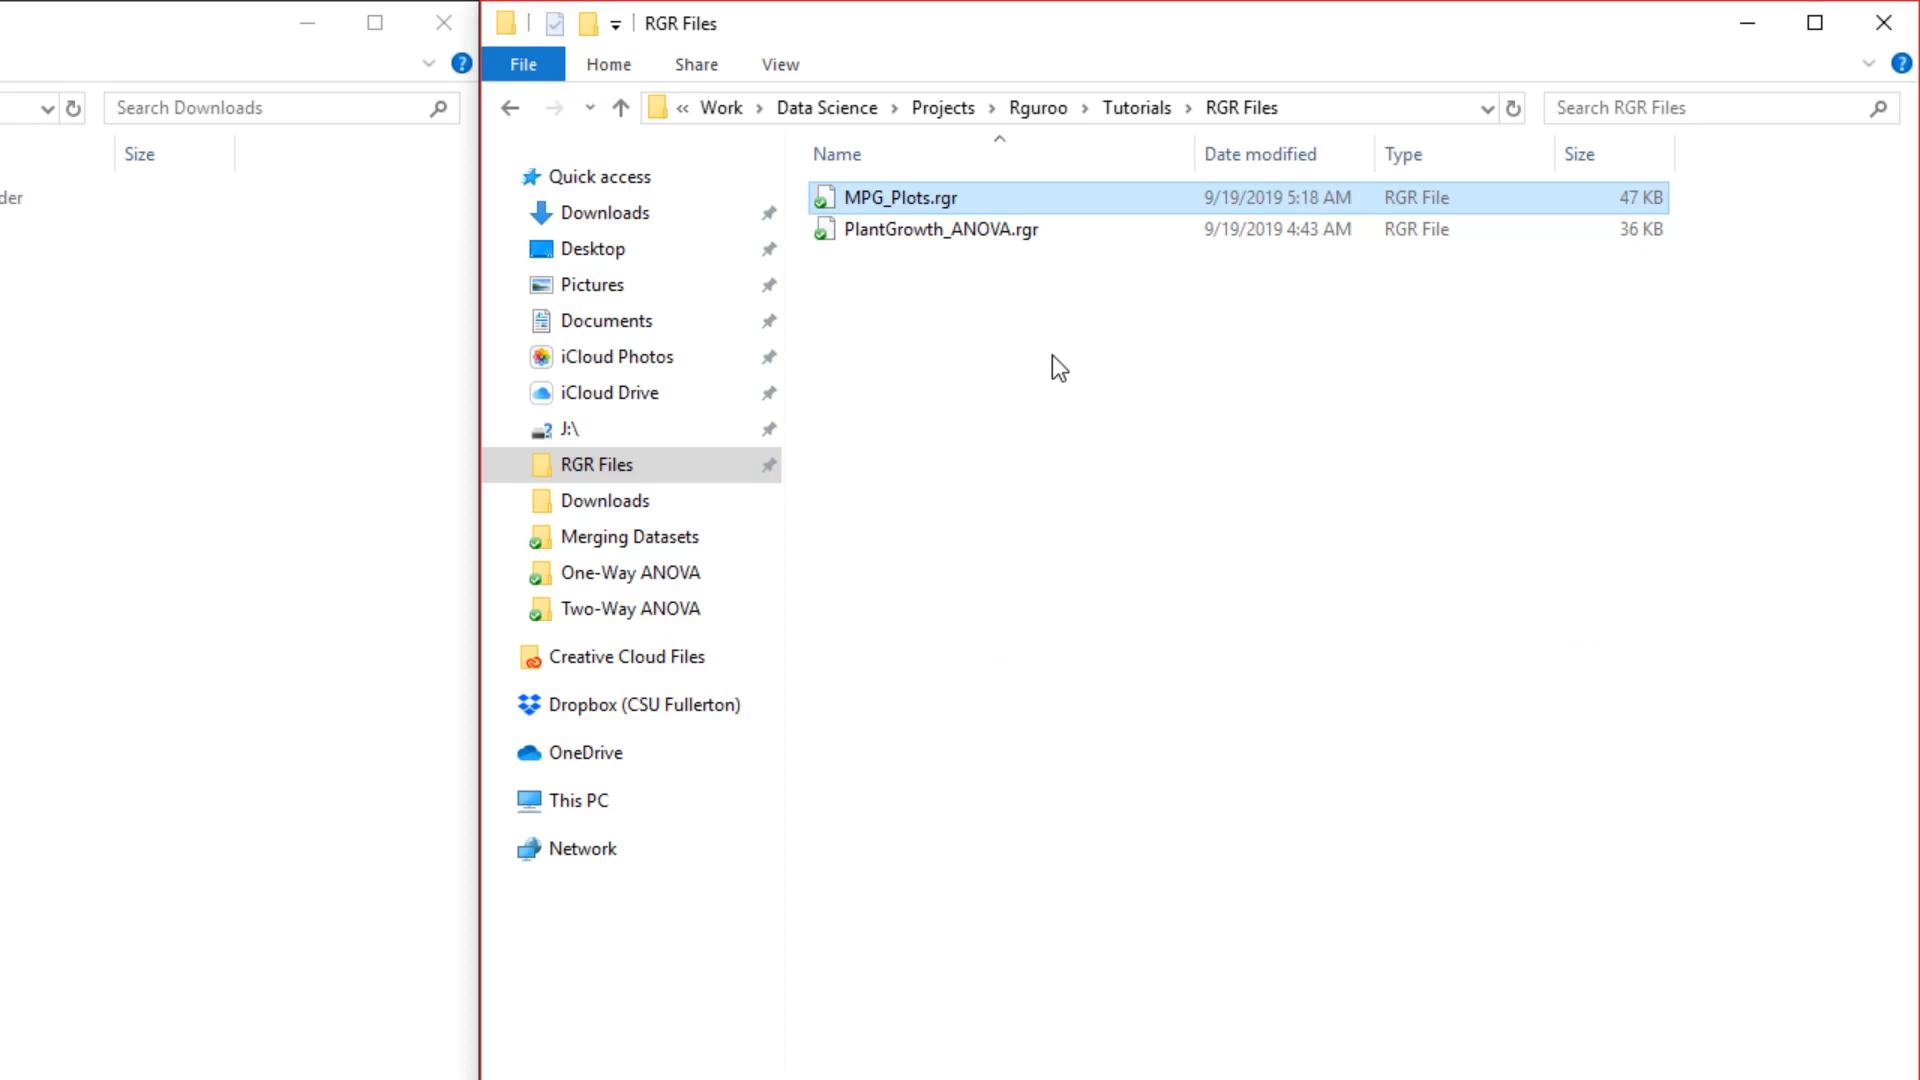 RGR Files
File Home Share View
Search Downloads
« Work > Data Science > Projects > Rguroo > Tutorials > RGR Files
Search RGR Files
Size
der
Name Date modified Type Size
MPG_Plots.rgr 9/19/2019 5:18 AM RGR File 47 KB
PlantGrowth_ANOVA.rgr 9/19/2019 4:43 AM RGR File 36 KB
Quick access
Downloads
Desktop
Pictures
Documents
iCloud Photos
iCloud Drive
J:\
RGR Files
Downloads
Merging Datasets
One-Way ANOVA
Two-Way ANOVA
Creative Cloud Files
Dropbox (CSU Fullerton)
OneDrive
This PC
Network